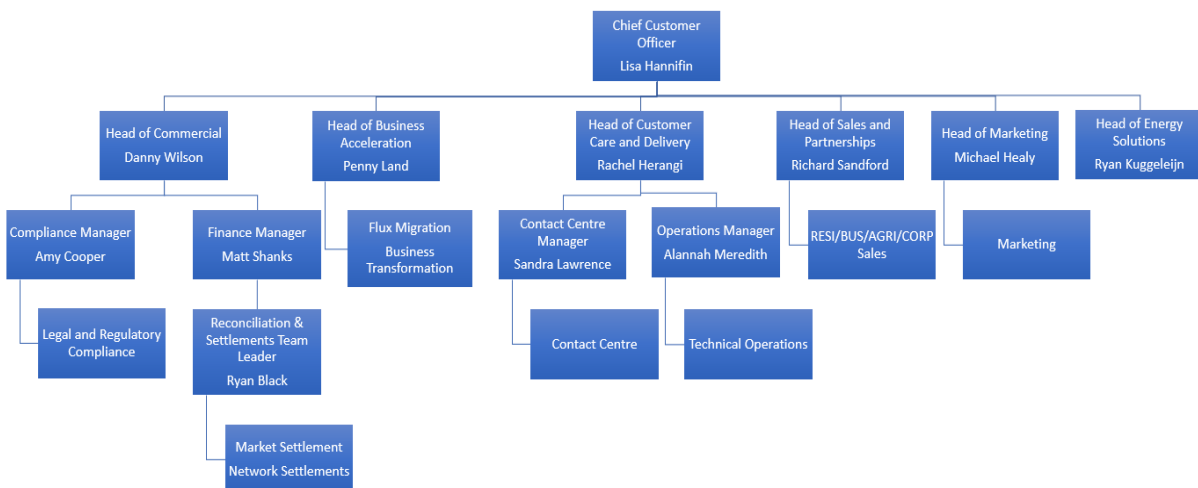 Chief Customer
Officer
Lisa Hannifin
Head of Commercial
Danny Wilson
Head of Business
Acceleration
Penny Land
Head of Customer
Care and Delivery
Rachel Herangi
Head of Sales and
Partnerships
Richard Sandford
Head of Marketing
Michael Healy
Head of Energy
Solutions
Ryan Kuggeleijn
Compliance Manager
Amy Cooper
Finance Manager
Matt Shanks
Flux Migration
Business
Transformation
Contact Centre
Manager
Sandra Lawrence
Operations Manager
Alannah Meredith
RESI/BUS/AGRI/CORP
Sales
Marketing
Legal and Regulatory
Compliance
Reconciliation &
Settlements Team
Leader
Ryan Black
Contact Centre
Technical Operations
Market Settlement
Network Settlements